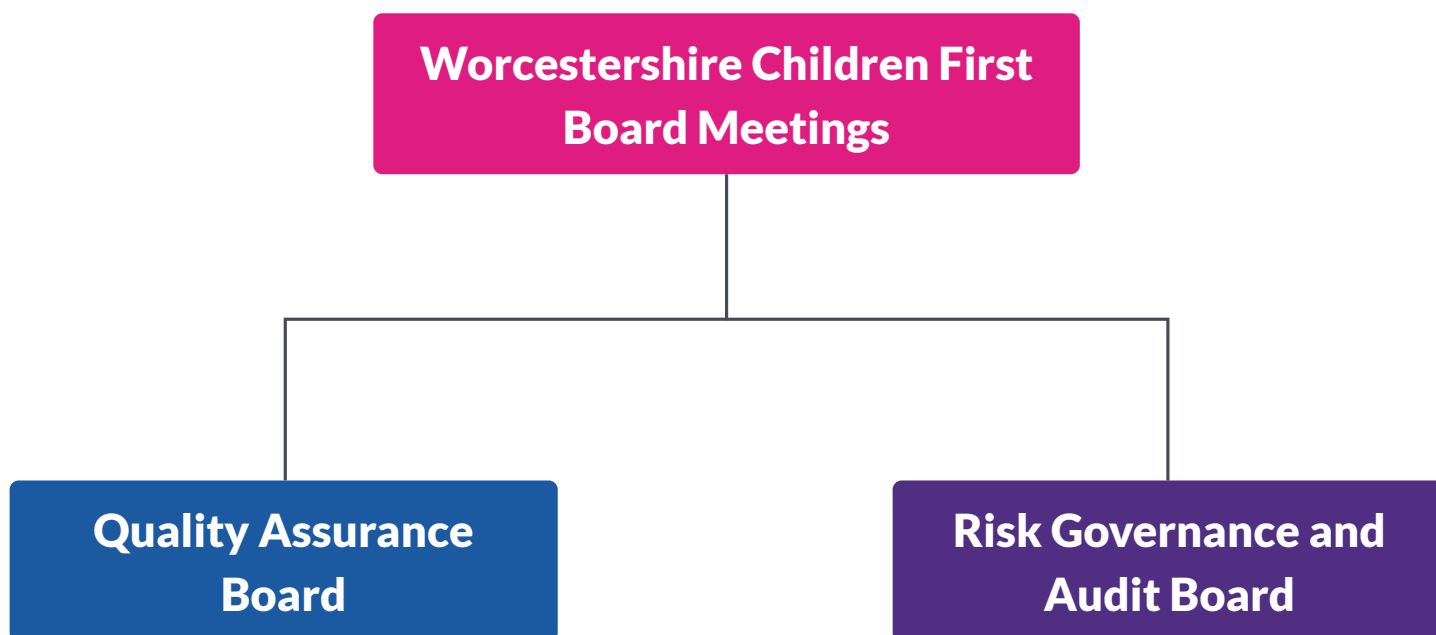 Worcestershire Children First
Board Meetings
Quality Assurance
Board
Risk Governance and
Audit Board